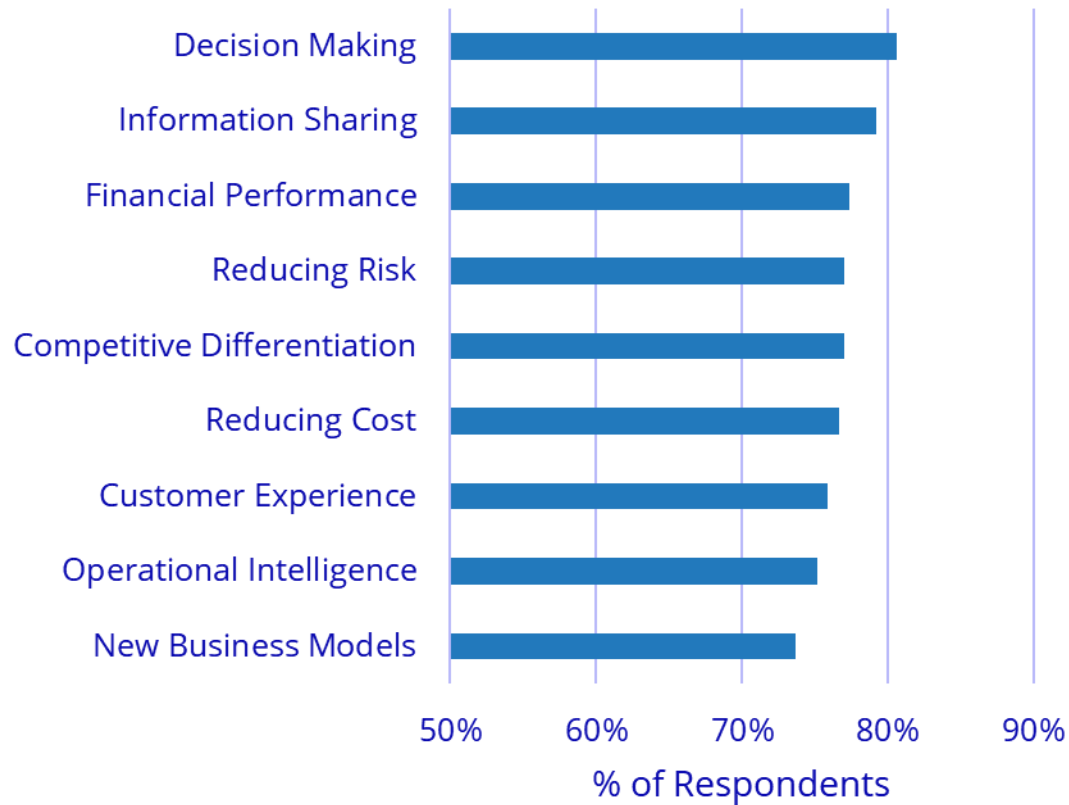 Decision Making
Information Sharing
Financial Performance
Reducing Risk
Competitive Differentiation
Reducing Cost
Customer Experience
Operational Intelligence
New Business Models
50% 60% 70% 80% 90%
% of Respondents